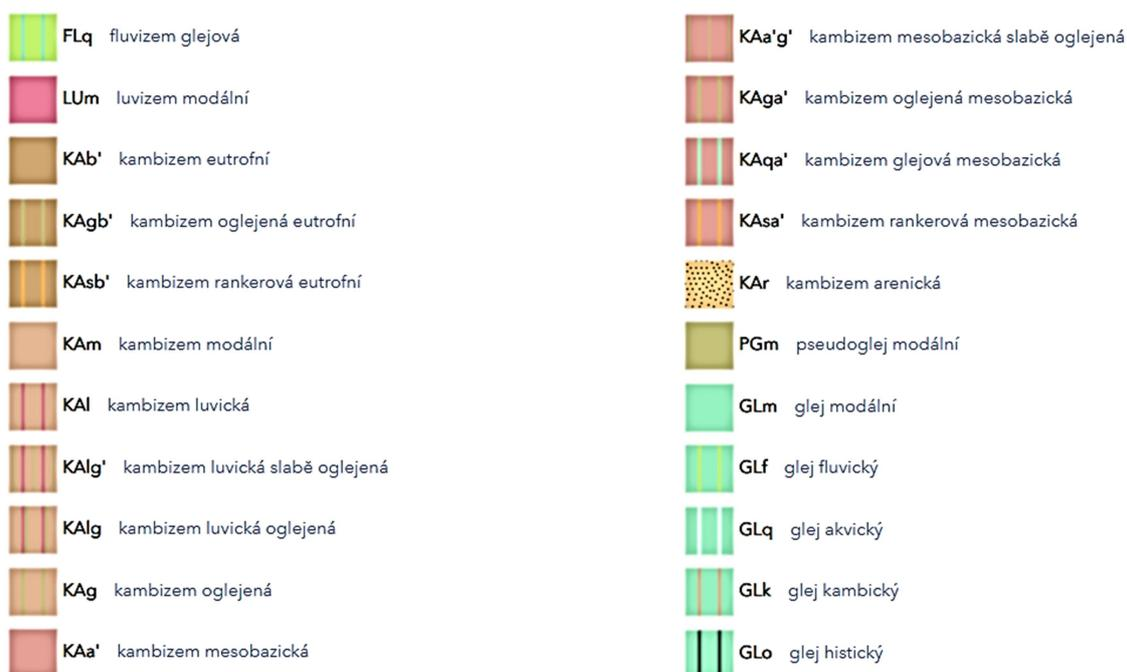 FLq fluvizem glejová
LUm luvizem modální
KAb' kambizem eutrofní
KAgb' kambizem oglejená eutrofní
KAsb' kambizem rankerová eutrofní
KAm kambizem modální
KAl kambizem luvická
KAlg' kambizem luvická slabě oglejená
KAlg kambizem luvická oglejená
KAg kambizem oglejená
KAa' kambizem mesobazická
KAa'g' kambizem mesobazická slabě oglejená
KAga' kambizem oglejená mesobazická
KAqa' kambizem glejová mesobazická
KAsa' kambizem rankerová mesobazická
KAr kambizem arenická
PGm pseudoglej modální
GLm glej modální
GLf glej fluvický
GLq glej akvický
GLk glej kambický
GLo glej histický